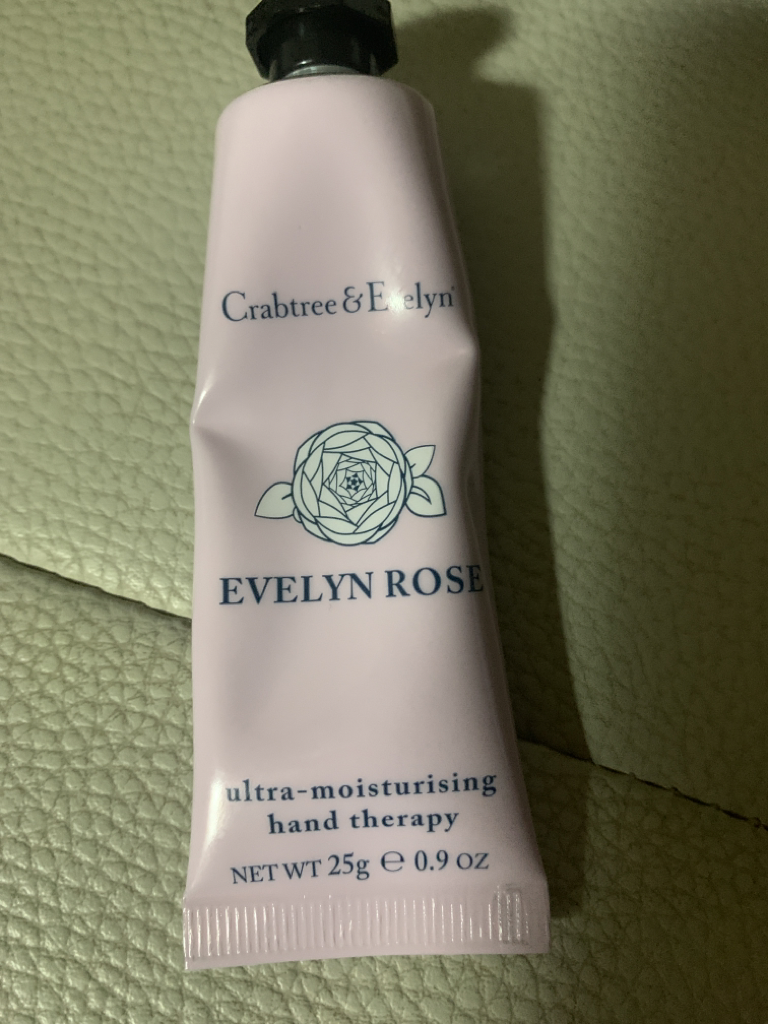 Crabtree & Evelyn
EVELYN ROSE
ultra-moisturising
hand therapy
NET WT 25g ℮ 0.9 OZ